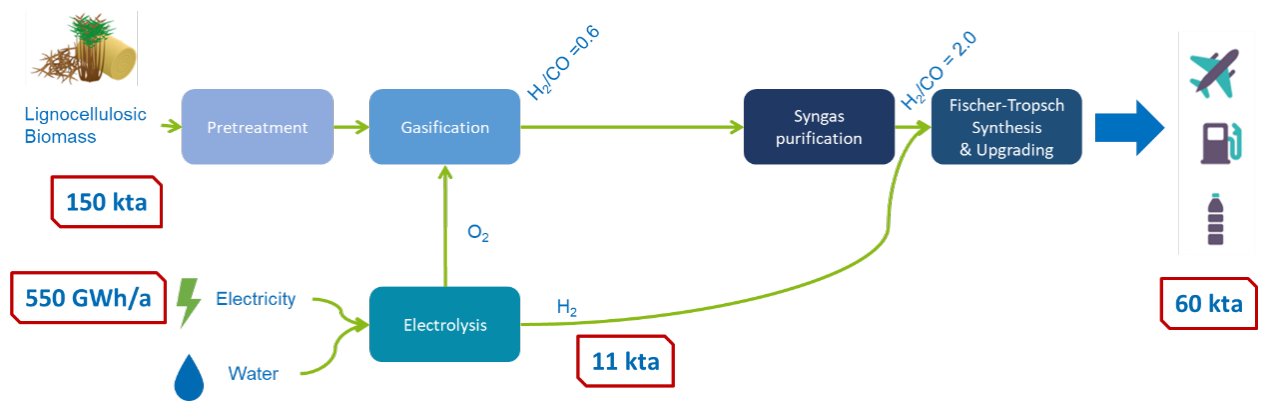 Lignocellulosic
Biomass
Pretreatment
Gasification
H₂/CO =0.6
Syngas
purification
H₂/CO = 2.0
Fischer-Tropsch
Synthesis
& Upgrading
150 kta
O₂
550 GWh/a
Electricity
Water
Electrolysis
H₂
11 kta
60 kta